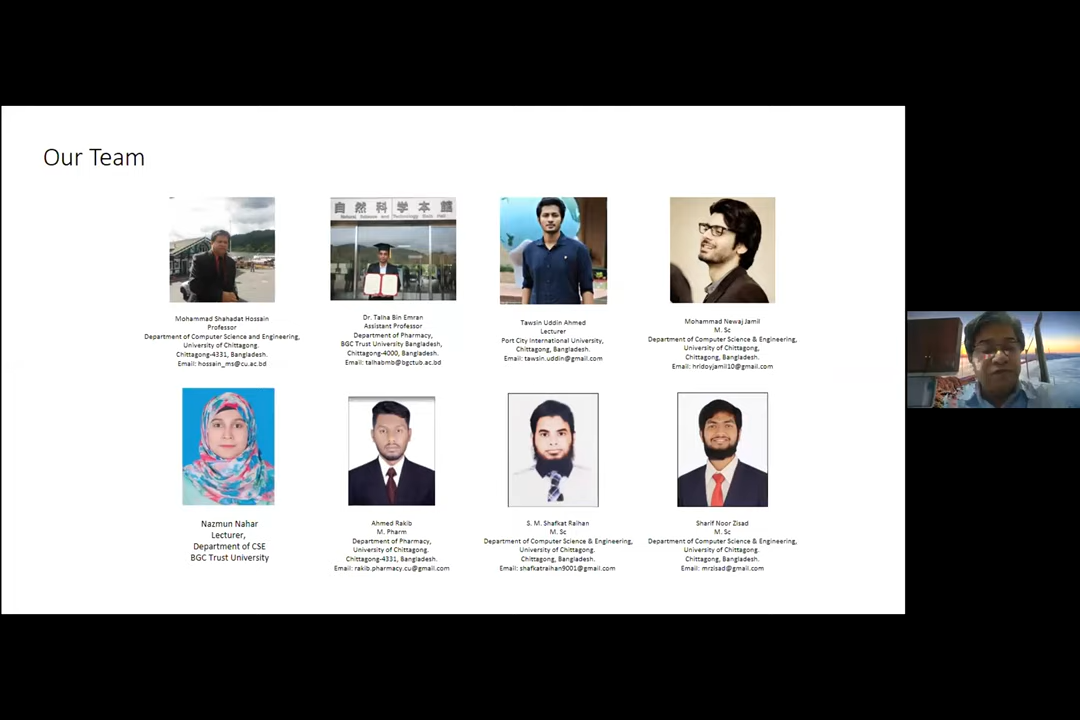 Our Team
自然科学本館
Natural Science and Technology Main Hall
Mohammad Shahadat Hossain
Professor
Department of Computer Science and Engineering,
University of Chittagong.
Chittagong-4331, Bangladesh.
Email: hossain_ms@cu.ac.bd
Dr. Talha Bin Emran
Assistant Professor
Department of Pharmacy,
BGC Trust University Bangladesh,
Chittagong-4000, Bangladesh.
Email: talhabmb@bgctub.ac.bd
Tawsin Uddin Ahmed
Lecturer
Port City International University,
Chittagong, Bangladesh.
Email: tawsin.uddin@gmail.com
Mohammad Newaj Jamil
M. Sc
Department of Computer Science & Engineering,
University of Chittagong,
Chittagong, Bangladesh.
Email: hridoyjamil10@gmail.com
Nazmun Nahar
Lecturer,
Department of CSE
BGC Trust University
Ahmed Rakib
M. Pharm
Department of Pharmacy,
University of Chittagong.
Chittagong-4331, Bangladesh.
Email: rakib.pharmacy.cu@gmail.com
S. M. Shafkat Raihan
M. Sc
Department of Computer Science & Engineering,
University of Chittagong.
Chittagong, Bangladesh.
Email: shafkatraihan9001@gmail.com
Sharif Noor Zisad
M. Sc
Department of Computer Science & Engineering,
University of Chittagong.
Chittagong, Bangladesh.
Email: mrzisad@gmail.com